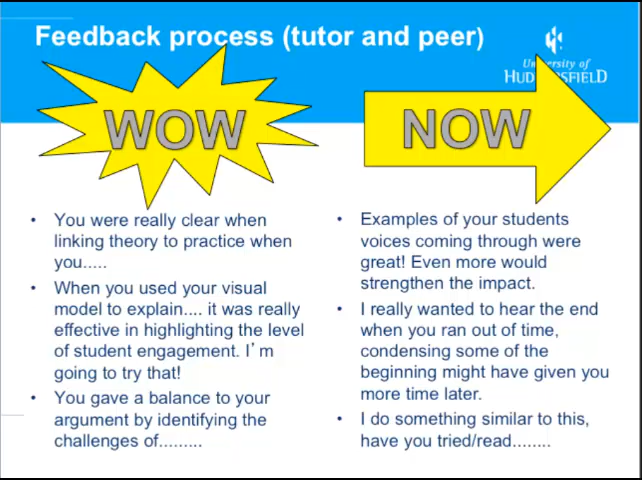 Feedback process (tutor and peer)
University of
HUDDERSFIELD
WOW
NOW
• You were really clear when
linking theory to practice when
you.....
• When you used your visual
model to explain.... it was really
effective in highlighting the level
of student engagement. I'm
going to try that!
• You gave a balance to your
argument by identifying the
challenges of.........
• Examples of your students
voices coming through were
great! Even more would
strengthen the impact.
• I really wanted to hear the end
when you ran out of time,
condensing some of the
beginning might have given you
more time later.
• I do something similar to this,
have you tried/read........